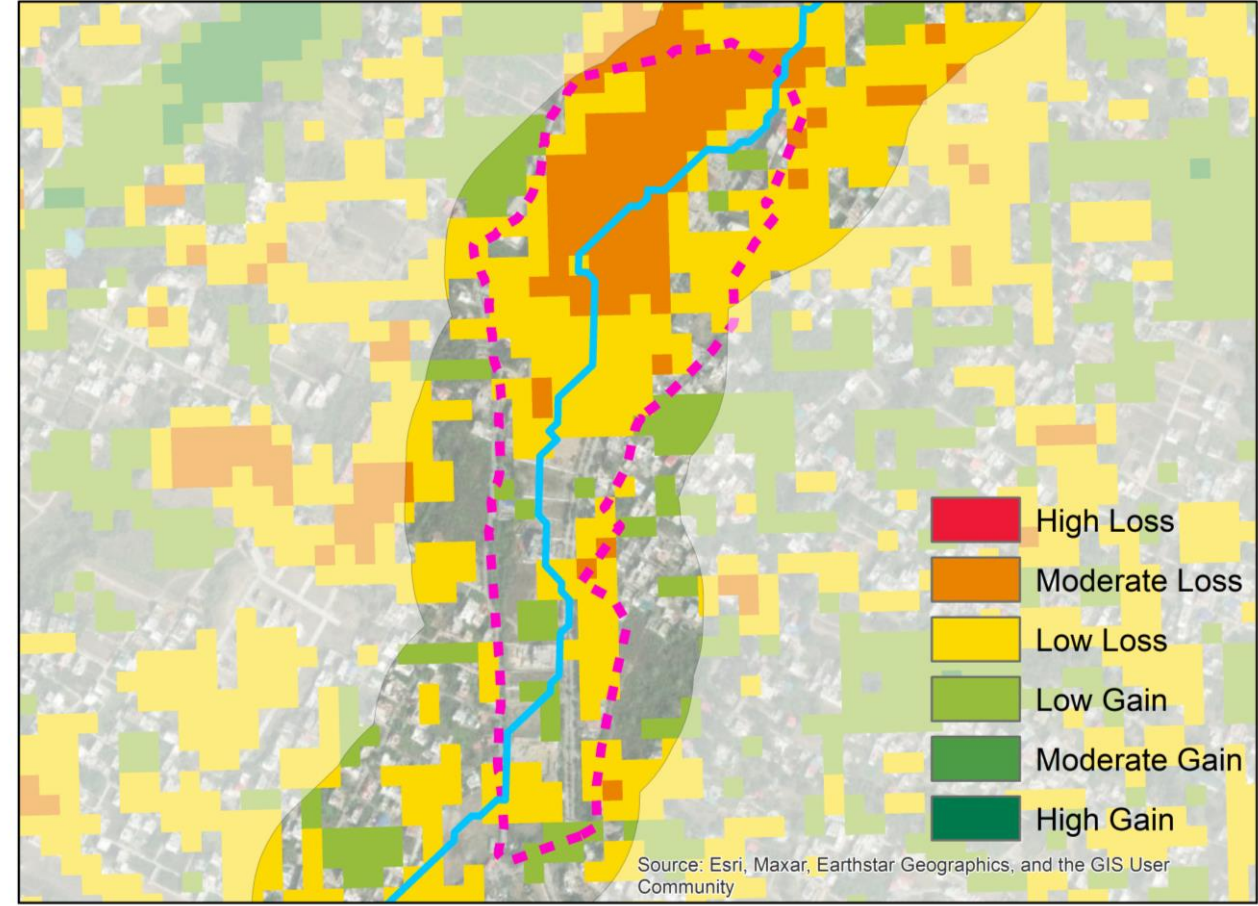 High Loss
Moderate Loss
Low Loss
Low Gain
Moderate Gain
High Gain
Source: Esri, Maxar, Earthstar Geographics, and the GIS User
Community